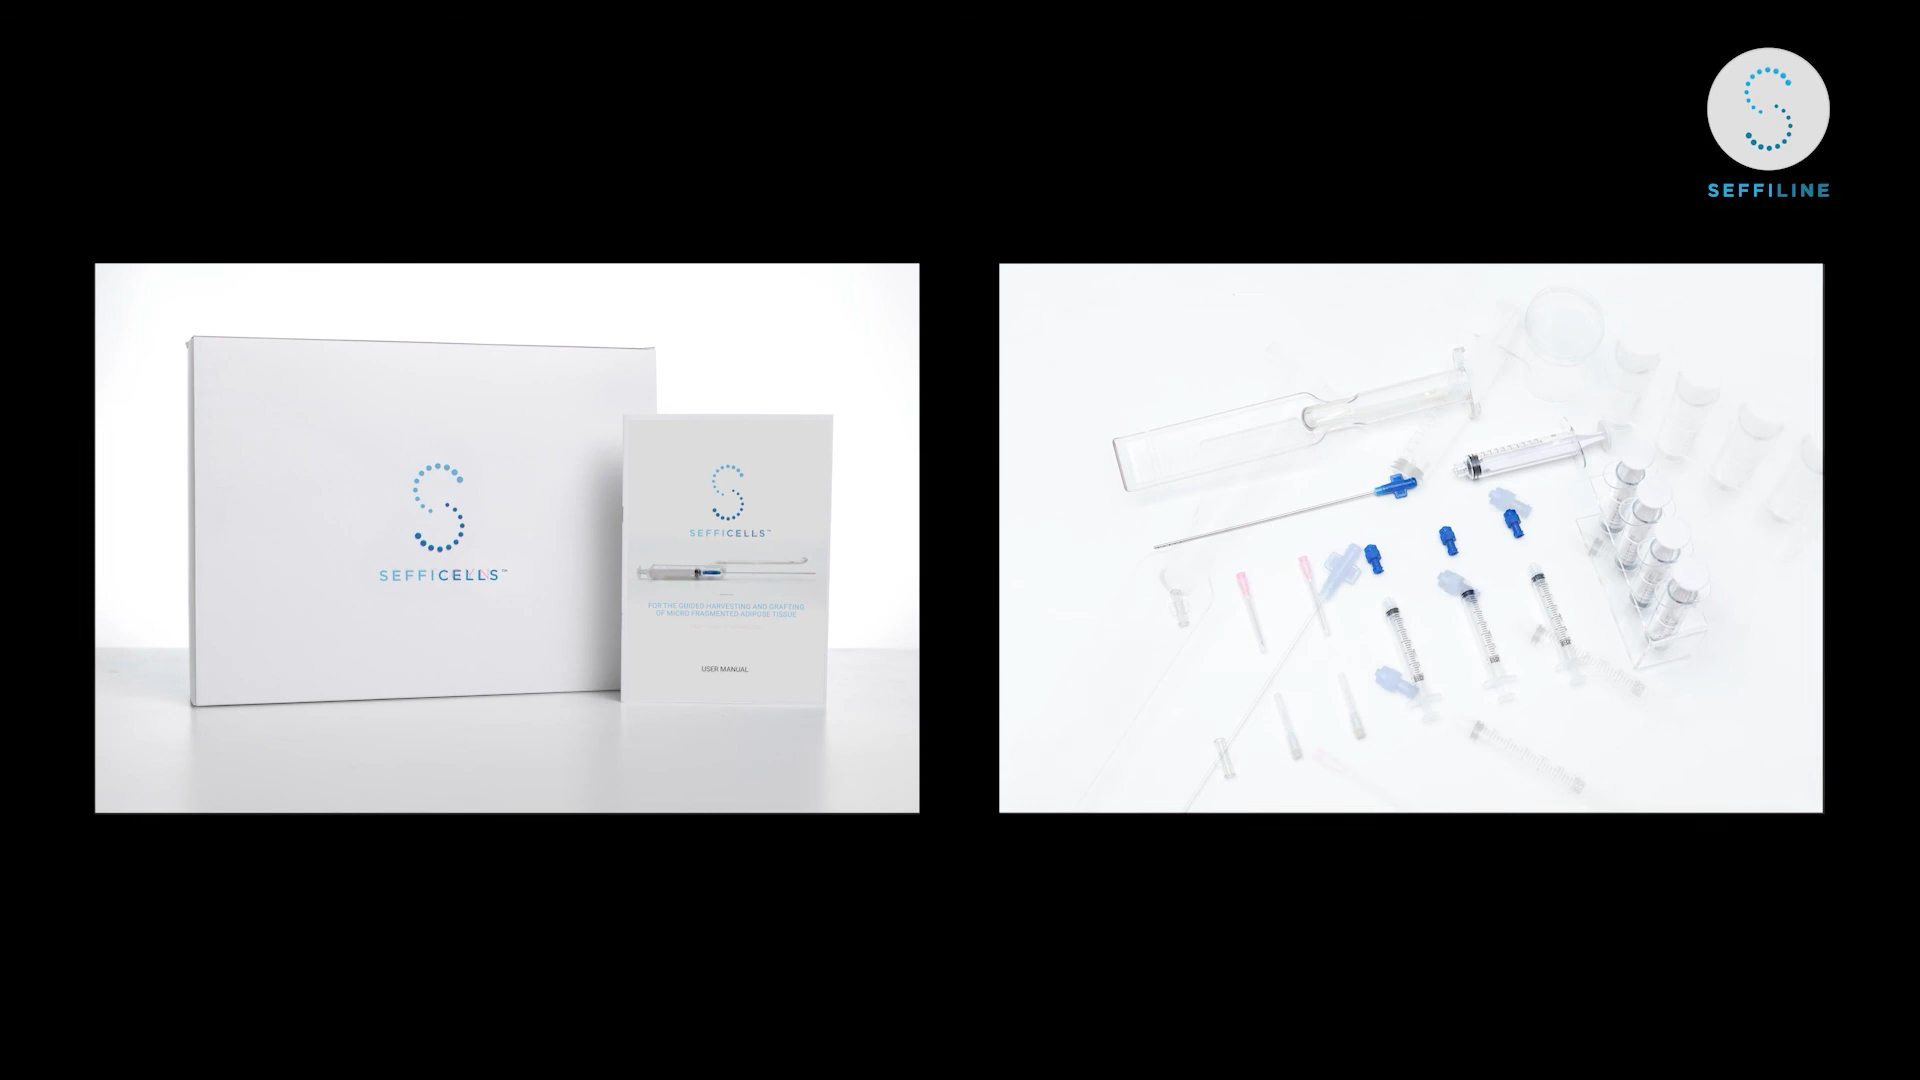 SEFFILINE
SEFFICELLS™
SEFFICELLS™
FOR THE GUIDED HARVESTING AND GRAFTING
OF MICRO FRAGMENTED ADIPOSE TISSUE
USER MANUAL